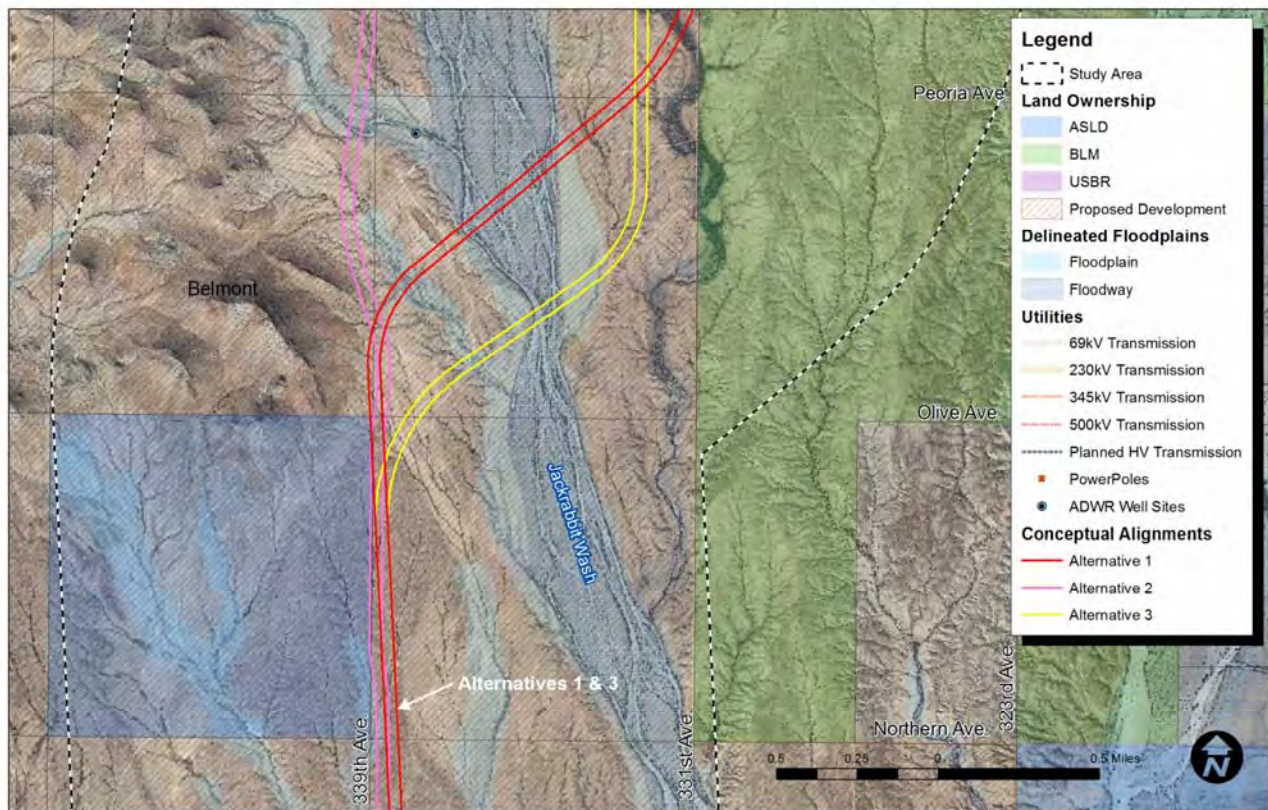 Legend
Study Area
Land Ownership
ASLD
BLM
USBR
Proposed Development
Delineated Floodplains
Floodplain
Floodway
Utilities
69kV Transmission
230kV Transmission
345kV Transmission
500kV Transmission
Planned HV Transmission
PowerPoles
ADWR Well Sites
Conceptual Alignments
Alternative 1
Alternative 2
Alternative 3
Peoria Ave.
Belmont
Olive Ave.
Jackrabbit Wash
Alternatives 1 & 3
339th Ave.
331st Ave.
323rd Ave.
Northern Ave.
0.5 0.25 0 0.5 Miles
N